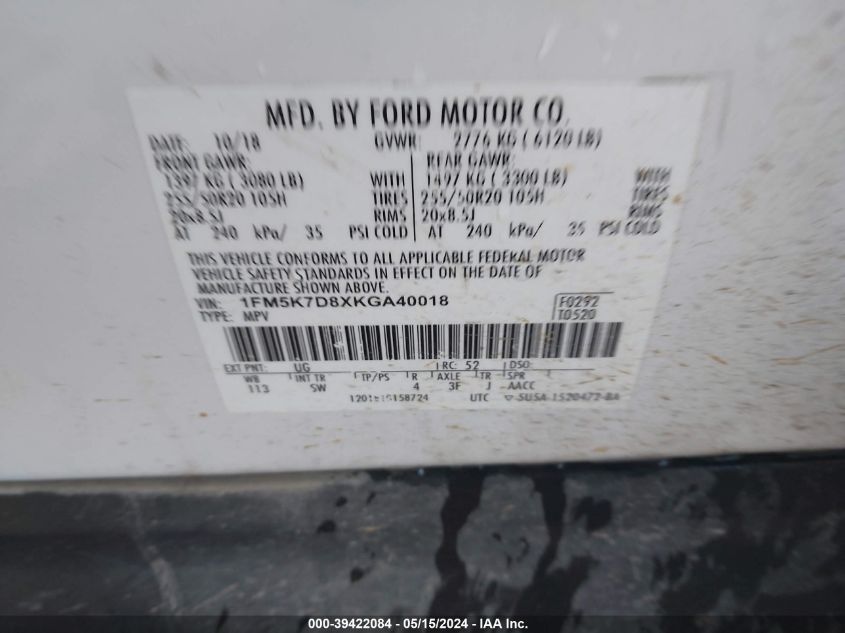 MFD. BY FORD MOTOR CO.
DATE: 10/18 GVWR: 2776 KG ( 6120 LB)
FRONT GAWR: REAR GAWR:
1397 KG ( 3080 LB) WITH 1497 KG ( 3300 LB) WITH
255/50R20 105H TIRES 255/50R20 105H TIRES
20x8.5J RIMS 20x8.5J RIMS
AT 240 kPa/ 35 PSI COLD AT 240 kPa/ 35 PSI COLD
THIS VEHICLE CONFORMS TO ALL APPLICABLE FEDERAL MOTOR
VEHICLE SAFETY STANDARDS IN EFFECT ON THE DATE OF
MANUFACTURE SHOWN ABOVE.
VIN: 1FM5K7D8XKGA40018 F0292
TYPE: MPV T0520
EXT PNT: UG RC: 52 DSO:
WB INT TR TP/PS R AXLE TR SPR
113 SW 4 3F J AACC
UTC
000-39422084 - 05/15/2024 - IAA Inc.